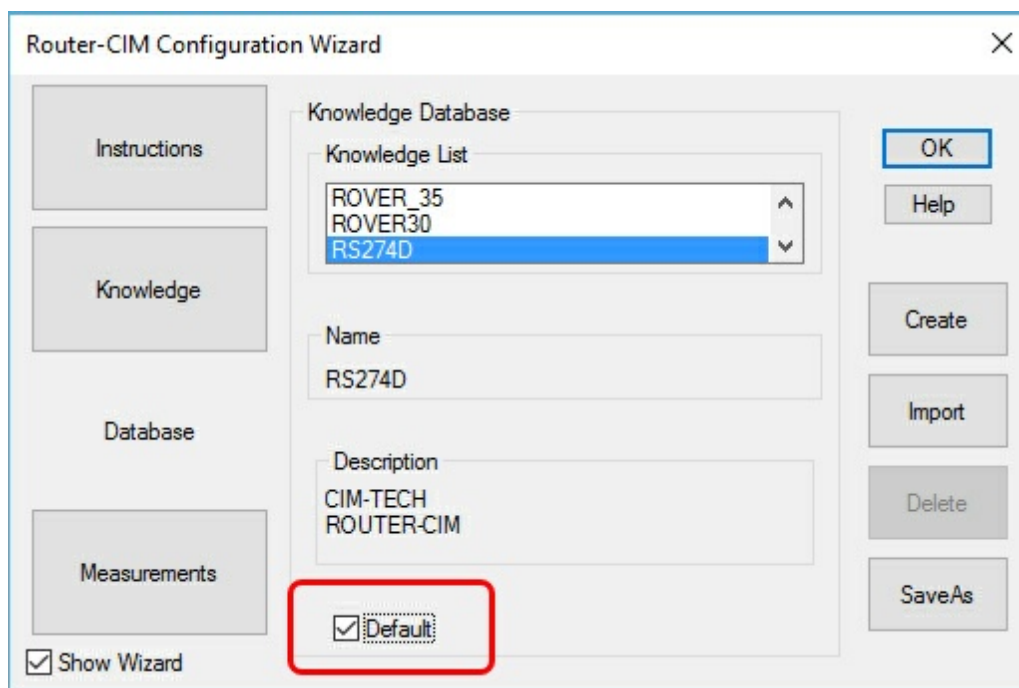 Router-CIM Configuration Wizard
Instructions
Knowledge
Database
Measurements
Show Wizard
Knowledge Database
Knowledge List
ROVER_35
ROVER30
RS274D
Name
RS274D
Description
CIM-TECH
ROUTER-CIM
Default
OK
Help
Create
Import
Delete
SaveAs